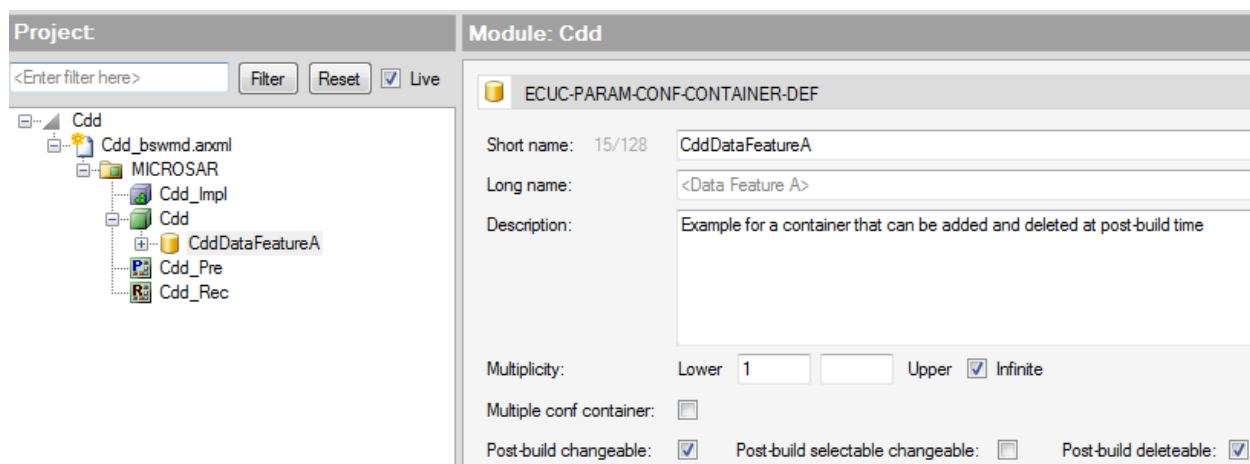 Project:
<Enter filter here> Filter Reset Live
Cdd
Cdd_bswmd.arxml
MICROSAR
Cdd_Impl
Cdd
CddDataFeatureA
Cdd_Pre
Cdd_Rec
Module: Cdd
ECUC-PARAM-CONF-CONTAINER-DEF
Short name: 15/128 CddDataFeatureA
Long name: <Data Feature A>
Description: Example for a container that can be added and deleted at post-build time
Multiplicity: Lower 1 Upper Infinite
Multiple conf container:
Post-build changeable: Post-build selectable changeable: Post-build deleteable: